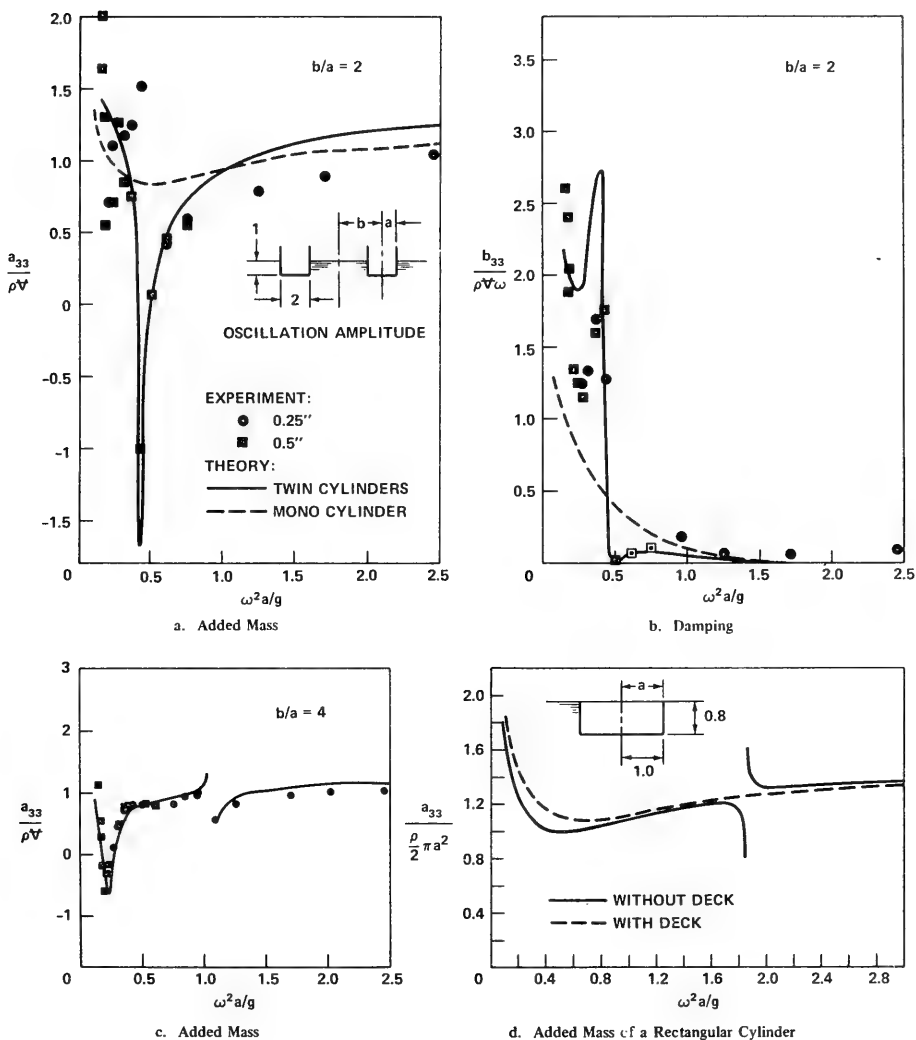 2.0
1.5
1.0
0.5
0
-0.5
-1
-1.5
a33
ρ∀
b/a = 2
b
a
1
2
OSCILLATION AMPLITUDE
EXPERIMENT:
0.25″
0.5″
THEORY:
TWIN CYLINDERS
MONO CYLINDER
0 0.5 1.0 1.5 2.0 2.5
ω²a/g
a. Added Mass
3.5
3.0
2.5
2.0
1.5
1.0
0.5
b33
ρ∀ω
b/a = 2
0 0.5 1.0 1.5 2.0 2.5
ω²a/g
b. Damping
3
2
1
0
-1
a33
ρ∀
b/a = 4
0 0.5 1.0 1.5 2.0 2.5
ω²a/g
c. Added Mass
2.0
1.6
1.2
0.8
0.4
a33
ρ/2 πa²
a
0.8
1.0
WITHOUT DECK
WITH DECK
0 0.4 0.8 1.2 1.6 2.0 2.4 3.0
ω²a/g
d. Added Mass of a Rectangular Cylinder